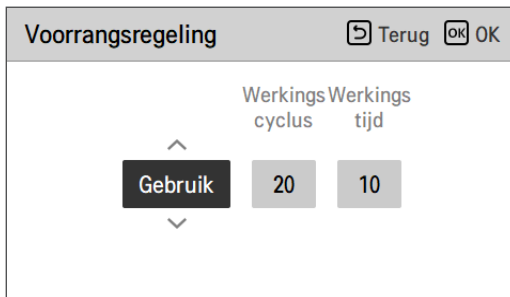 Voorrangsregeling Terug OK OK
Werkings Werkings
cyclus tijd
Gebruik 20 10